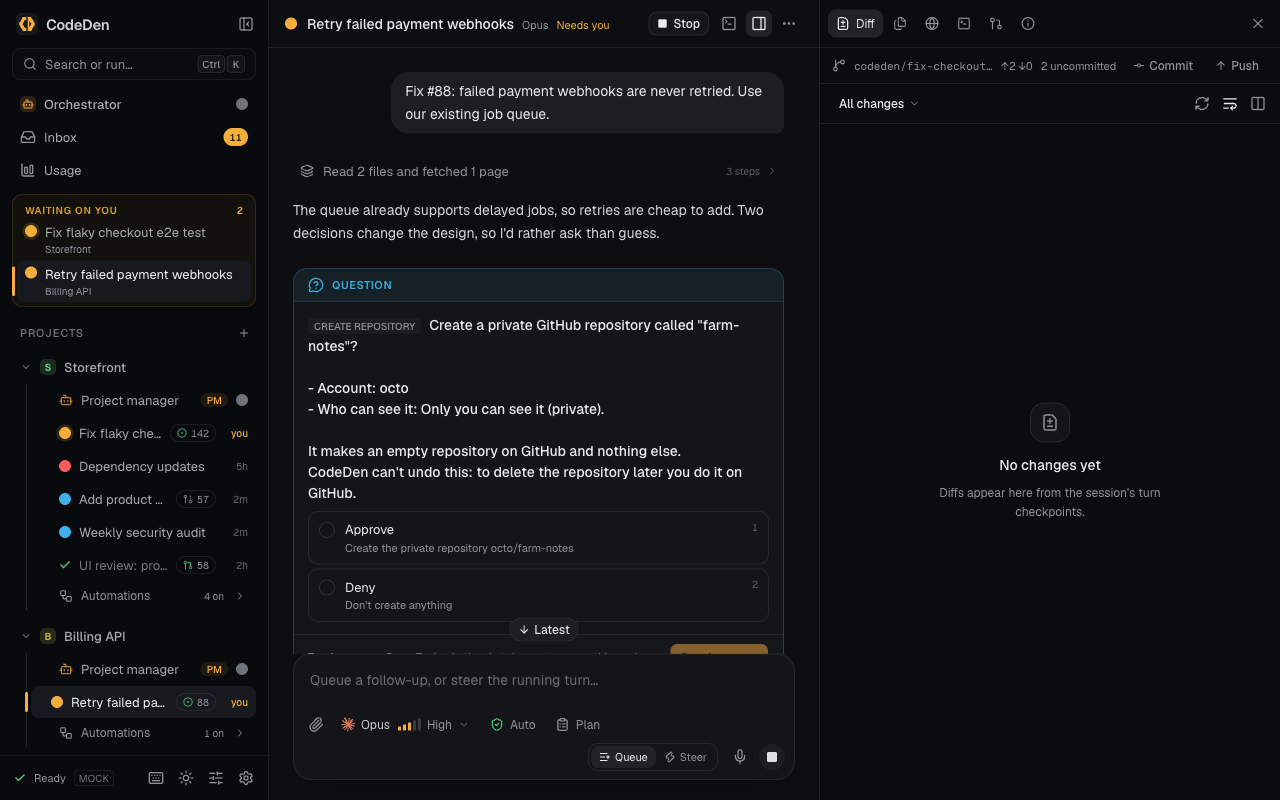 CodeDen
Search or run… Ctrl K
Orchestrator
Inbox 11
Usage
WAITING ON YOU 2
Fix flaky checkout e2e test
Storefront
Retry failed payment webhooks
Billing API
PROJECTS
S Storefront
Project manager PM
Fix flaky che… 142 you
Dependency updates 5h
Add product … 57 2m
Weekly security audit 2m
UI review: pro… 58 2h
Automations 4 on
B Billing API
Project manager PM
Retry failed pa… 88 you
Automations 1 on
Ready MOCK
Retry failed payment webhooks Opus Needs you Stop
Fix #88: failed payment webhooks are never retried. Use
our existing job queue.
Read 2 files and fetched 1 page 3 steps
The queue already supports delayed jobs, so retries are cheap to add. Two
decisions change the design, so I'd rather ask than guess.
QUESTION
CREATE REPOSITORY Create a private GitHub repository called "farm-
notes"?
- Account: octo
- Who can see it: Only you can see it (private).
It makes an empty repository on GitHub and nothing else.
CodeDen can't undo this: to delete the repository later you do it on
GitHub.
Approve 1
Create the private repository octo/farm-notes
Deny 2
Don't create anything
Latest
Queue a follow-up, or steer the running turn…
Opus High Auto Plan
Queue Steer
Diff
codeden/fix-checkout… ↑2 ↓0 2 uncommitted Commit Push
All changes
No changes yet
Diffs appear here from the session's turn
checkpoints.